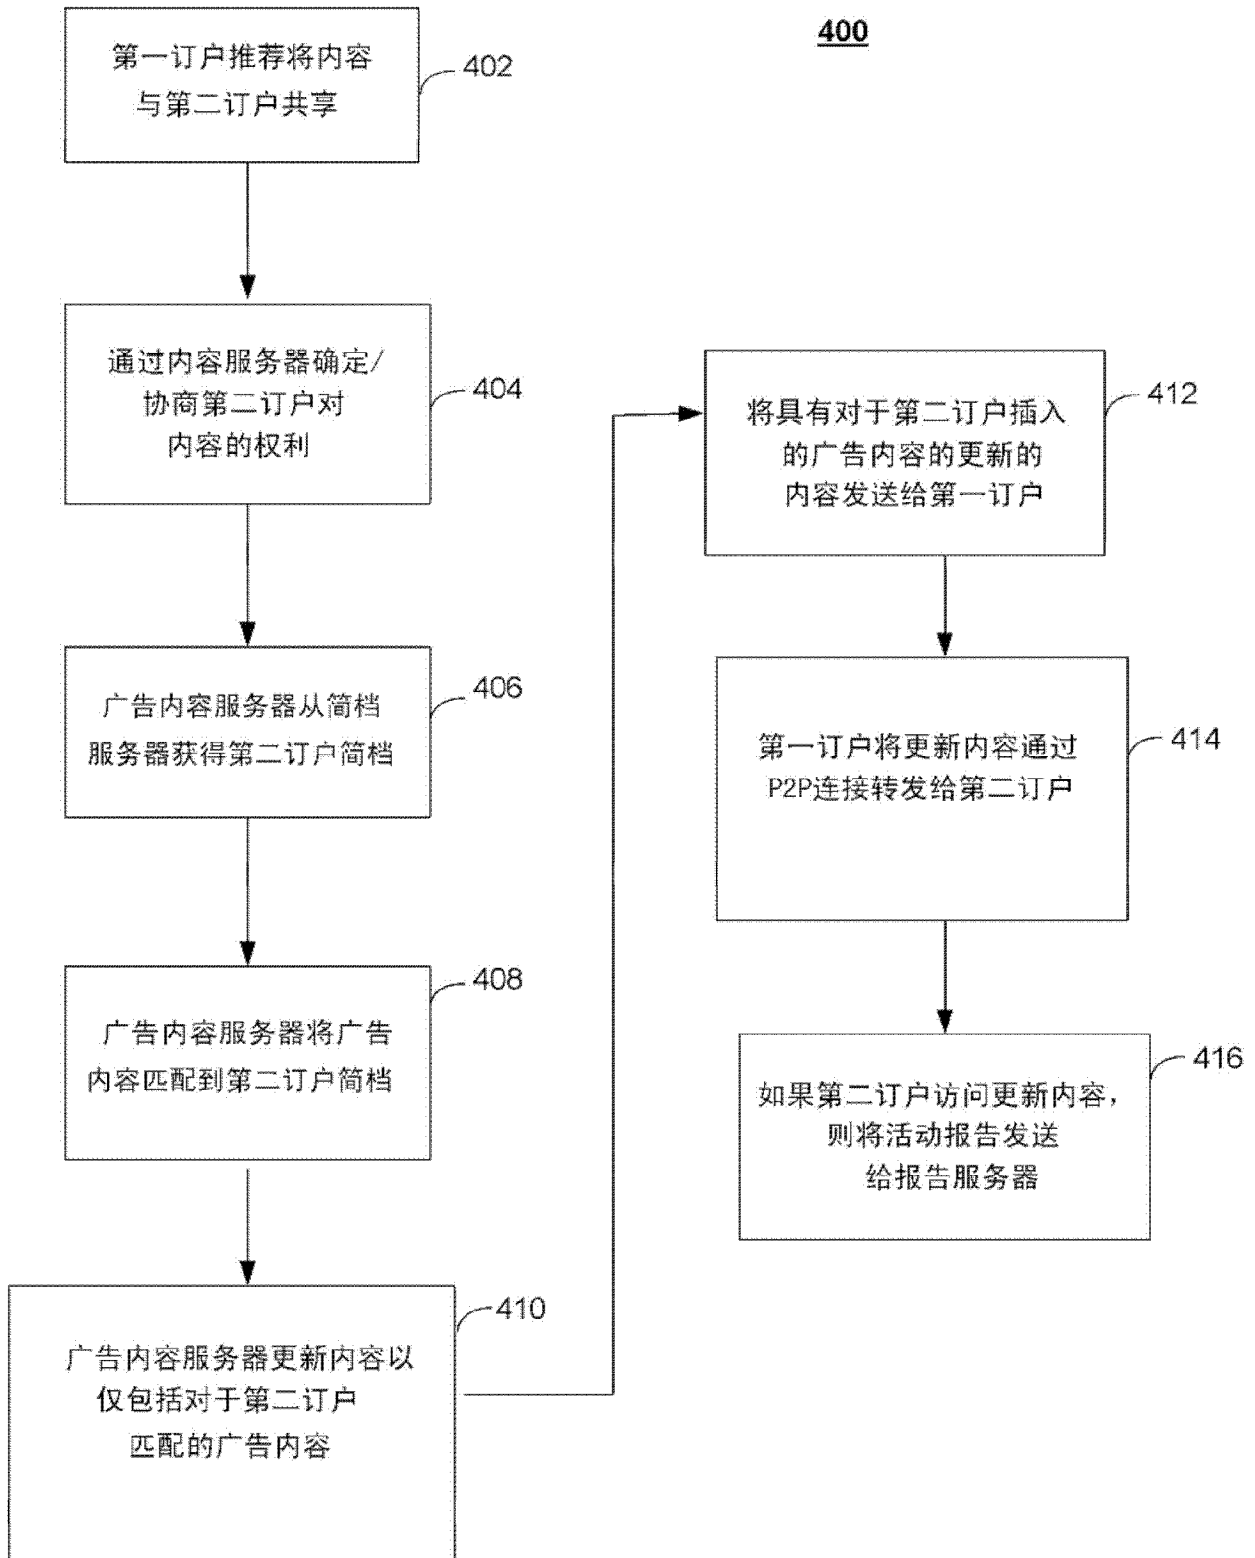 400
第一订户推荐将内容
与第二订户共享
402
通过内容服务器确定/
协商第二订户对
内容的权利
404
广告内容服务器从简档
服务器获得第二订户简档
406
广告内容服务器将广告
内容匹配到第二订户简档
408
广告内容服务器更新内容以
仅包括对于第二订户
匹配的广告内容
410
将具有对于第二订户插入
的广告内容的更新的
内容发送给第一订户
412
第一订户将更新内容通过
P2P连接转发给第二订户
414
如果第二订户访问更新内容，
则将活动报告发送
给报告服务器
416